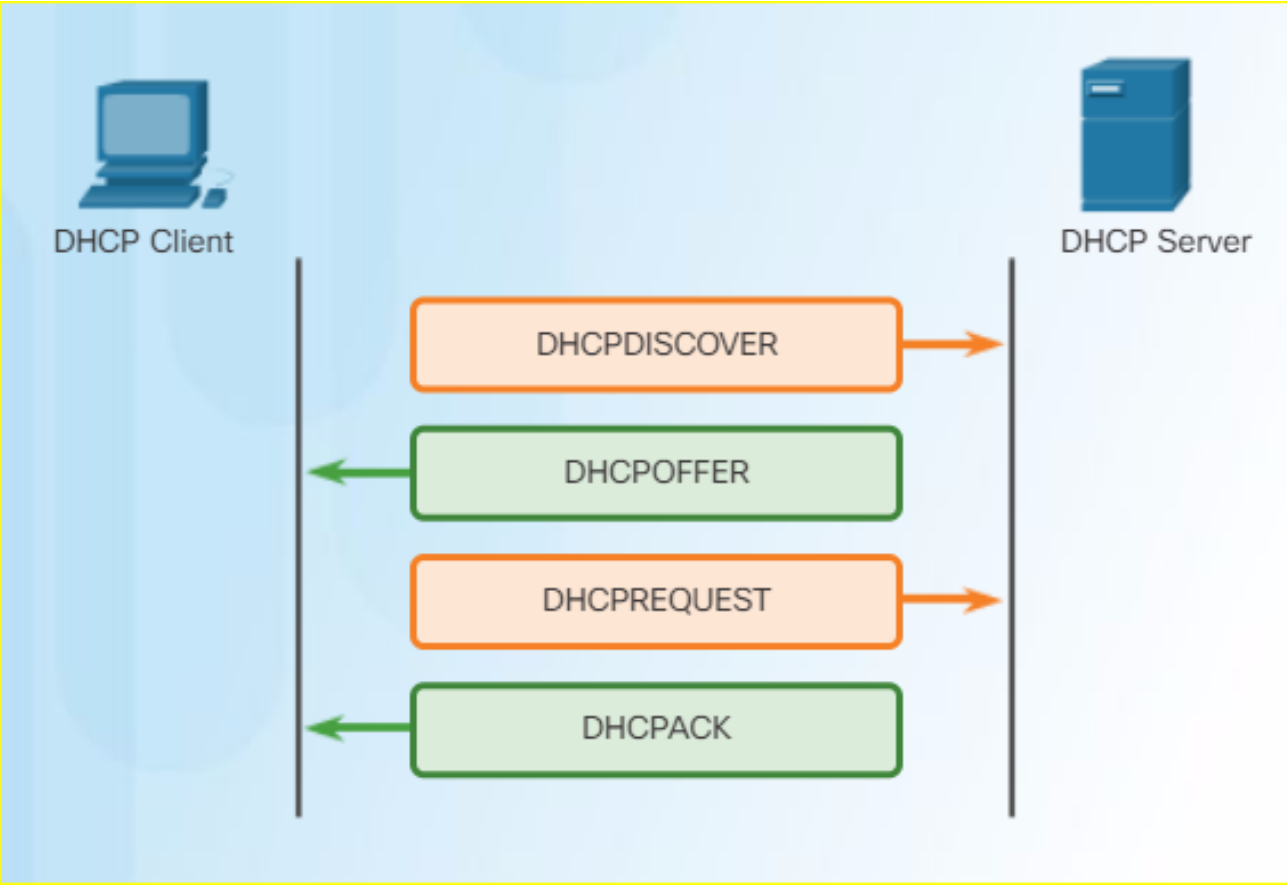 DHCP Client
DHCP Server
DHCPDISCOVER
DHCPOFFER
DHCPREQUEST
DHCPACK